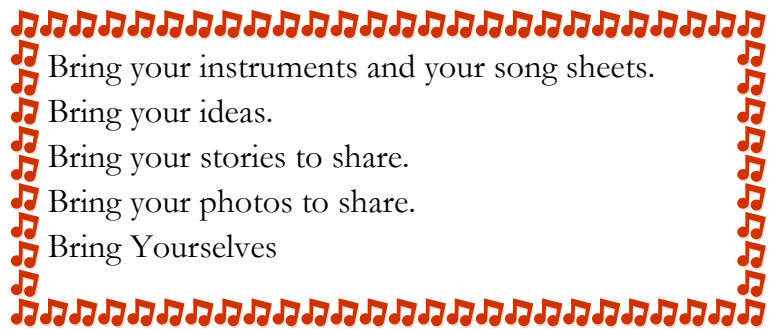 Bring your instruments and your song sheets.
Bring your ideas.
Bring your stories to share.
Bring your photos to share.
Bring Yourselves